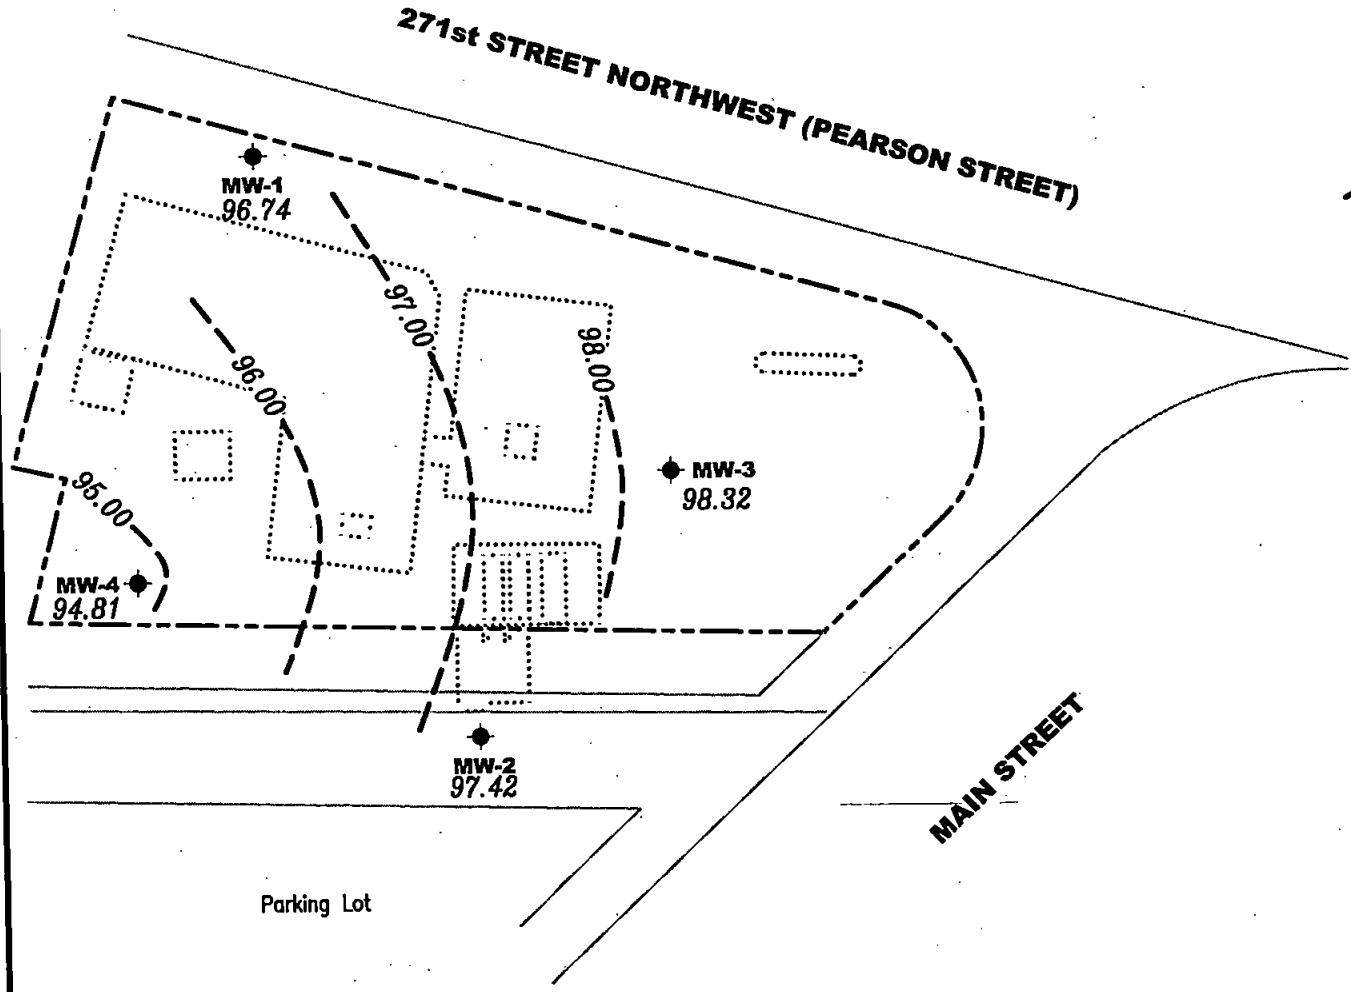 271st STREET NORTHWEST (PEARSON STREET)
MW-1
96.74
97.00
98.00
96.00
MW-3
98.32
95.00
MW-4
94.81
MW-2
97.42
MAIN STREET
Parking Lot